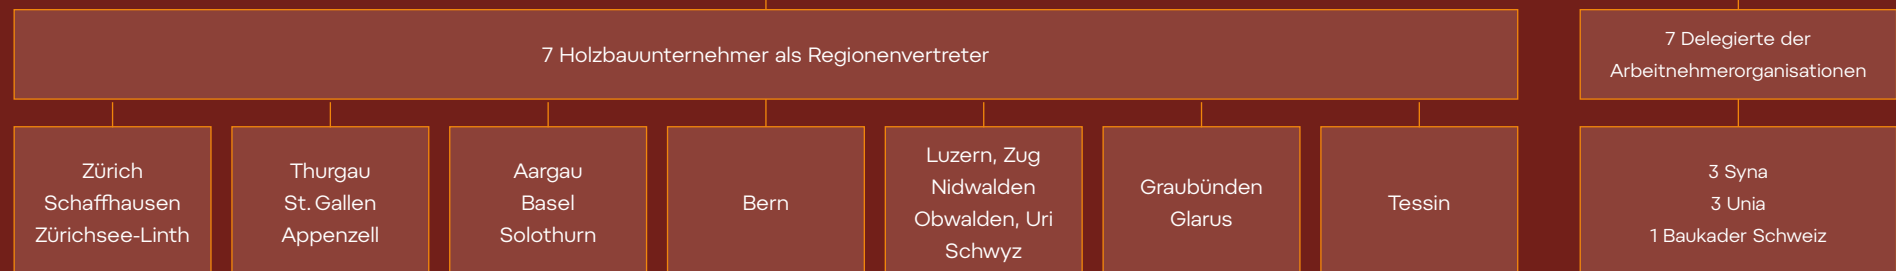 7 Holzbauunternehmer als Regionenvertreter
7 Delegierte der
Arbeitnehmerorganisationen
Zürich
Schaffhausen
Zürichsee-Linth
Thurgau
St. Gallen
Appenzell
Aargau
Basel
Solothurn
Bern
Luzern, Zug
Nidwalden
Obwalden, Uri
Schwyz
Graubünden
Glarus
Tessin
3 Syna
3 Unia
1 Baukader Schweiz